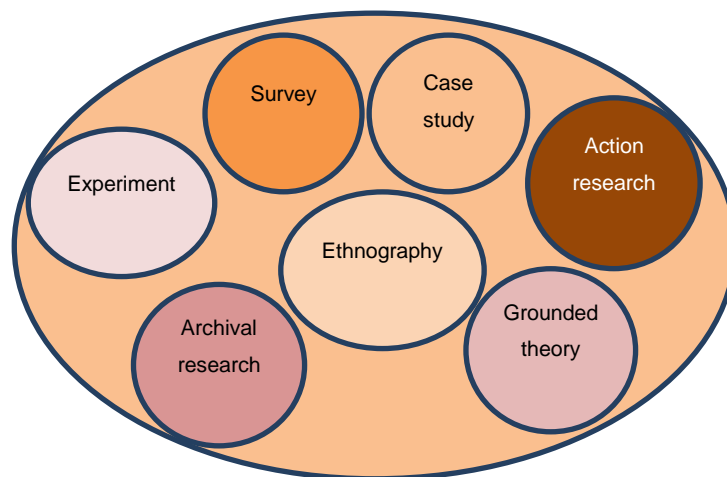 Survey
Case
study
Action
research
Experiment
Ethnography
Grounded
theory
Archival
research